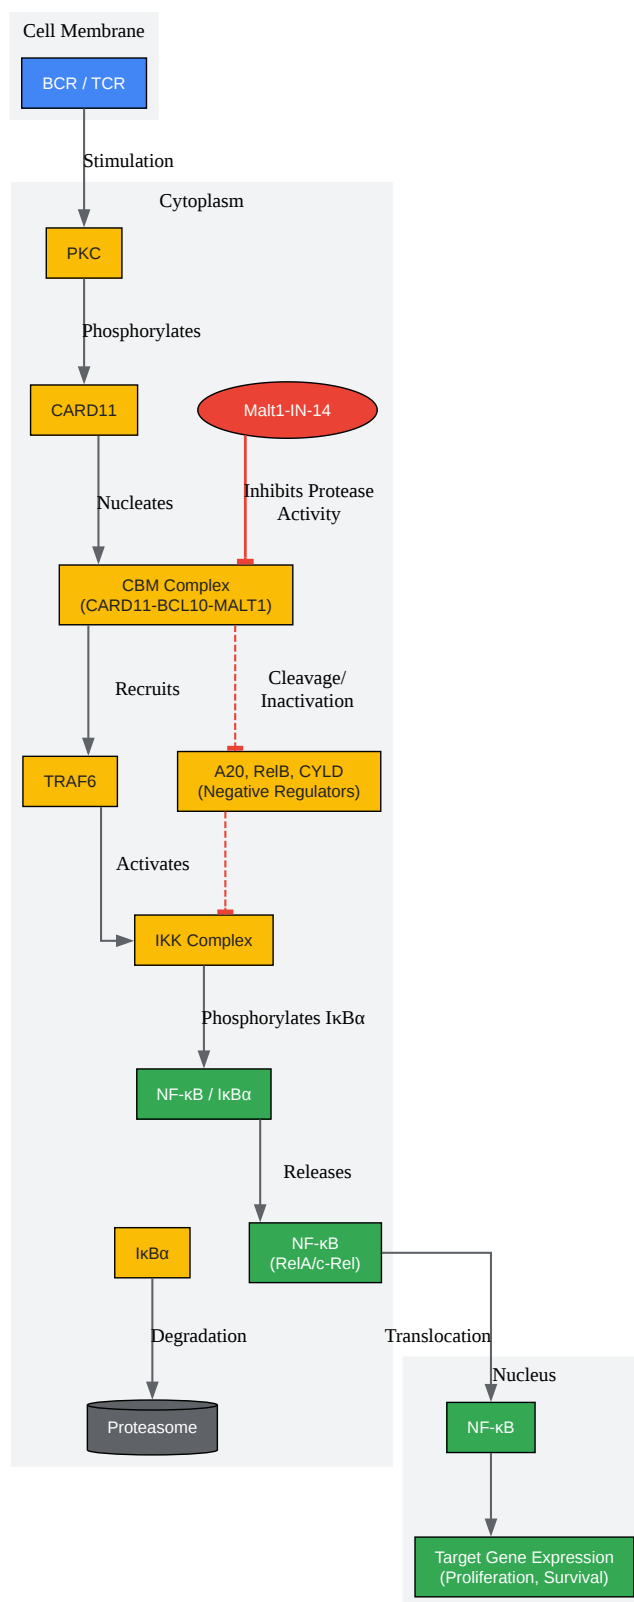 Cell Membrane
BCR / TCR
Stimulation
Cytoplasm
PKC
Phosphorylates
CARD11
Malt1-IN-14
Nucleates
Inhibits Protease
Activity
CBM Complex
(CARD11-BCL10-MALT1)
Recruits
Cleavage/
Inactivation
TRAF6
A20, RelB, CYLD
(Negative Regulators)
Activates
IKK Complex
Phosphorylates IκBα
NF-κB / IκBα
Releases
IκBα
NF-κB
(RelA/c-Rel)
Degradation
Translocation
Nucleus
Proteasome
NF-κB
Target Gene Expression
(Proliferation, Survival)